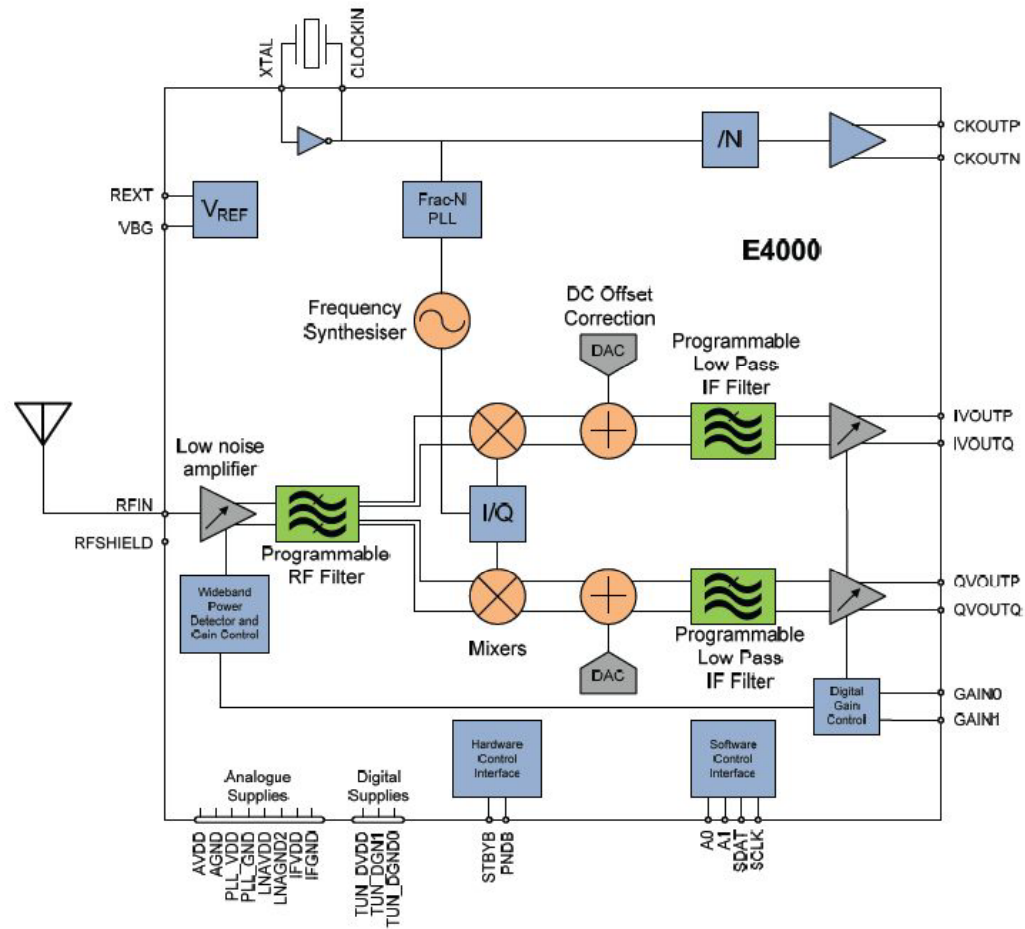 XTAL
CLOCKIN
/N
CKOUTP
CKOUTN
REXT
VBG
VREF
Frac-N
PLL
E4000
Frequency
Synthesiser
DC Offset
Correction
DAC
Programmable
Low Pass
IF Filter
IVOUTP
IVOUTQ
Low noise
amplifier
RFIN
RFSHIELD
I/Q
Programmable
RF Filter
Wideband
Power
Detector and
Gain Control
QVOUTP
QVOUTQ
Mixers
DAC
Programmable
Low Pass
IF Filter
Digital
Gain
Control
GAIN0
GAIN1
Hardware
Control
Interface
Software
Control
Interface
Analogue
Supplies
Digital
Supplies
AVDD
AGND
PLL_VDD
PLL_GND
LNAVDD
LNAGND2
IFVDD
IFGND
TUN_DVDD
TUN_DGN1
TUN_DGND0
STBYB
PNDB
A0
A1
SDAT
SCLK